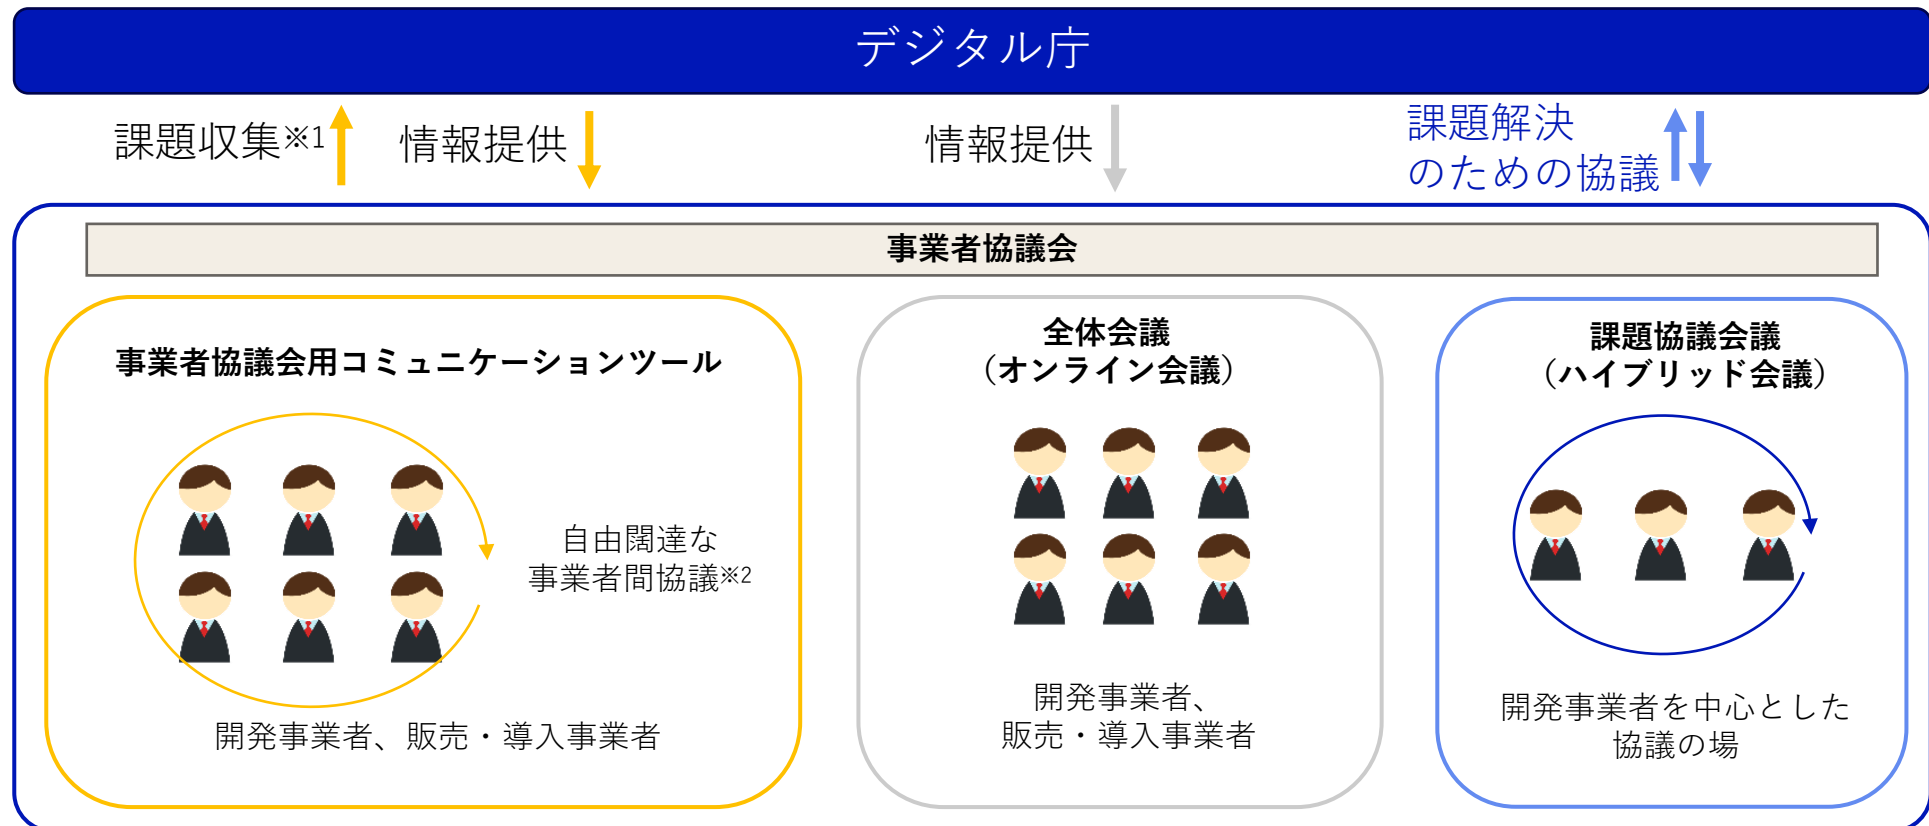 デジタル庁
課題収集※1
情報提供
情報提供
課題解決
のための協議
事業者協議会
事業者協議会用コミュニケーションツール
自由闊達な
事業者間協議※2
開発事業者、販売・導入事業者
全体会議
（オンライン会議）
開発事業者、
販売・導入事業者
課題協議会議
（ハイブリッド会議）
開発事業者を中心とした
協議の場